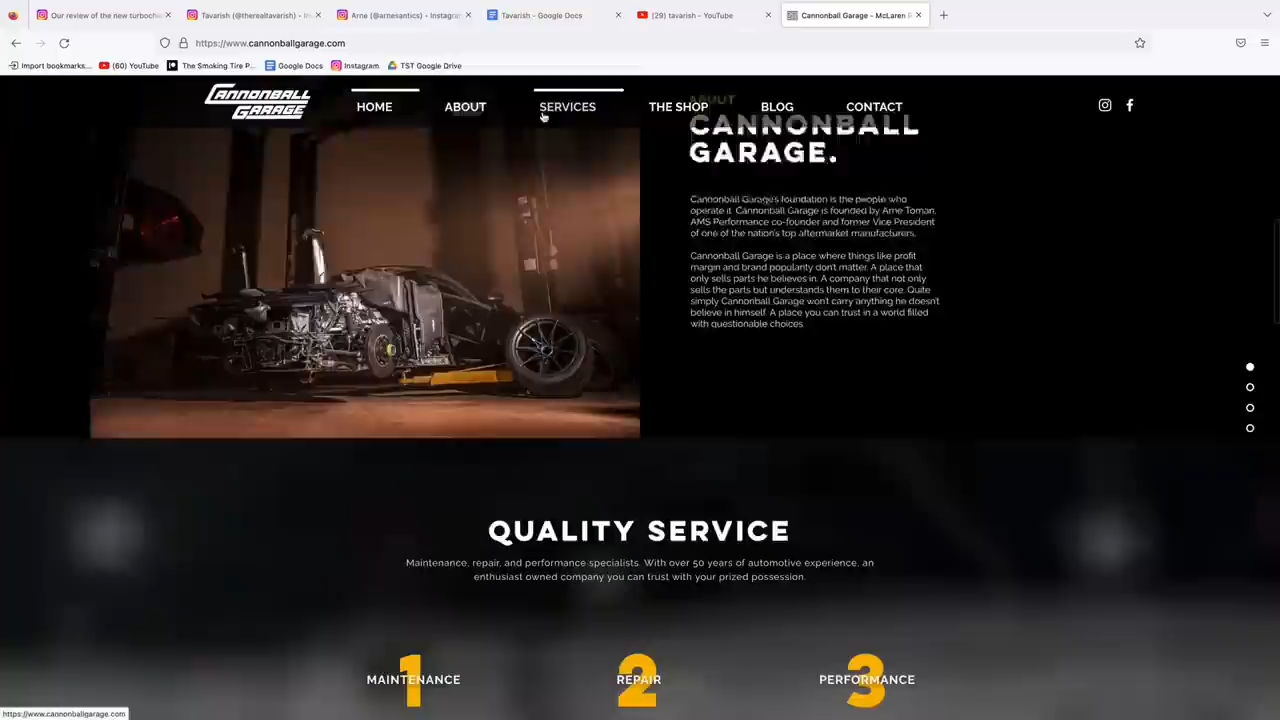 Our review of the new turbocha
Tavarish (@therealtavarish) • In
Arne (@arnesantics) • Instagram
Tavarish - Google Docs
(29) tavarish - YouTube
Cannonball Garage - McLaren F
https://www.cannonballgarage.com
Import bookmarks...
(60) YouTube
The Smoking Tire P...
Google Docs
Instagram
TST Google Drive
CANNONBALL
GARAGE
HOME
ABOUT
SERVICES
THE SHOP
BLOG
CONTACT
ABOUT
CANNONBALL
GARAGE.
Cannonball Garage's foundation is the people who
operate it. Cannonball Garage is founded by Arne Toman,
AMS Performance co-founder and former Vice President
of one of the nation's top aftermarket manufacturers.
Cannonball Garage is a place where things like profit
margin and brand popularity don't matter. A place that
only sells parts he believes in. A company that not only
sells the parts but understands them to their core. Quite
simply Cannonball Garage won't carry anything he doesn't
believe in himself. A place you can trust in a world filled
with questionable choices.
QUALITY SERVICE
Maintenance, repair, and performance specialists. With over 50 years of automotive experience, an
enthusiast owned company you can trust with your prized possession.
1
MAINTENANCE
2
REPAIR
3
PERFORMANCE
https://www.cannonballgarage.com